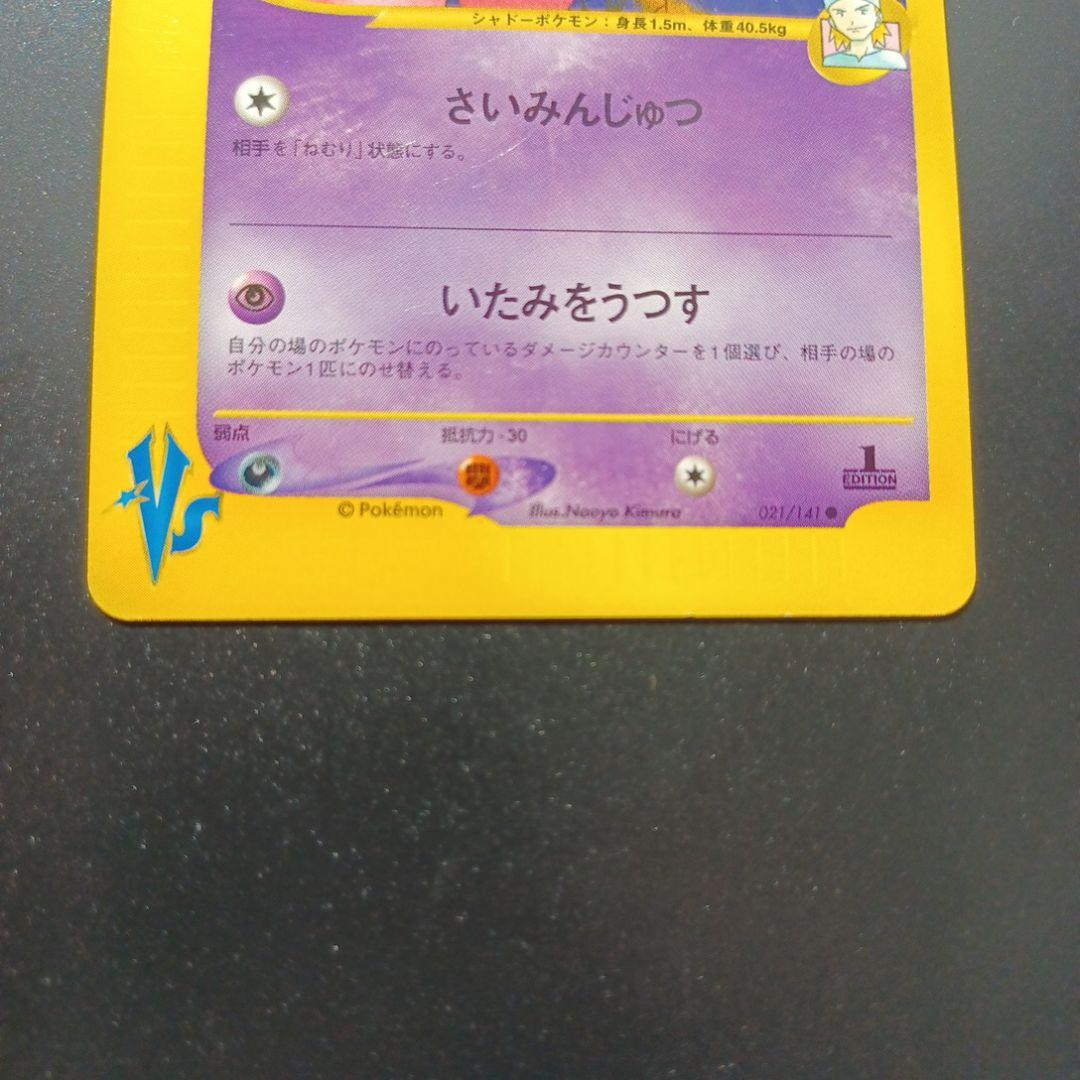 シャドーポケモン：身長1.5m、体重40.5kg
さいみんじゅつ
相手を「ねむり」状態にする。
いたみをうつす
自分の場のポケモンにのっているダメージカウンターを1個選び、相手の場の
ポケモン1匹にのせ替える。
弱点 抵抗力 -30 にげる
1
EDITION
VS
© Pokémon Illus. Naoyo Kimura 021/141 ●